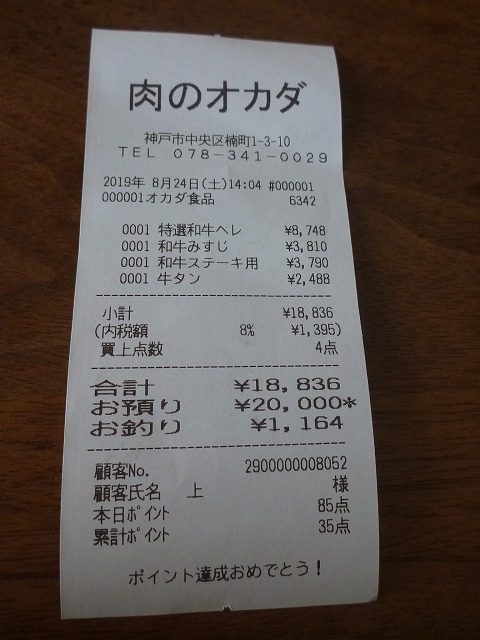 肉のオカダ
神戸市中央区楠町1-3-10
TEL 078-341-0029
2019年 8月24日(土)14:04 #000001
000001オカダ食品 6342
0001 特選和牛ヘレ ¥8,748
0001 和牛みすじ ¥3,810
0001 和牛ステーキ用 ¥3,790
0001 牛タン ¥2,488
小計 ¥18,836
(内税額 8% ¥1,395)
買上点数 4点
合計 ¥18,836
お預り ¥20,000*
お釣り ¥1,164
顧客No. 2900000008052
顧客氏名 上 様
本日ポイント 85点
累計ポイント 35点
ポイント達成おめでとう!